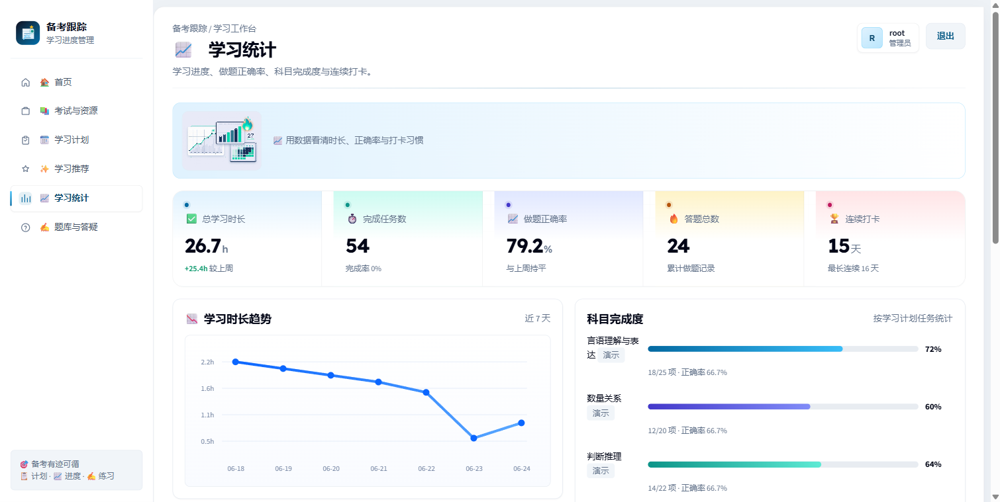 备考跟踪
学习进度管理
首页
考试与资源
学习计划
学习推荐
学习统计
题库与答疑
备考有迹可循
计划 · 进度 · 练习
备考跟踪 / 学习工作台
学习统计
学习进度、做题正确率、科目完成度与连续打卡。
R
root
管理员
退出
27
用数据看清时长、正确率与打卡习惯
总学习时长
26.7h
+25.4h 较上周
完成任务数
54
完成率 0%
做题正确率
79.2%
与上周持平
答题总数
24
累计做题记录
连续打卡
15天
最长连续 16 天
学习时长趋势
近 7 天
2.2h
1.6h
1.1h
0.5h
06-18 06-19 06-20 06-21 06-22 06-23 06-24
科目完成度
按学习计划任务统计
言语理解与表
达 演示
72%
18/25 项 · 正确率 66.7%
数量关系
演示
60%
12/20 项 · 正确率 66.7%
判断推理
演示
64%
14/22 项 · 正确率 66.7%